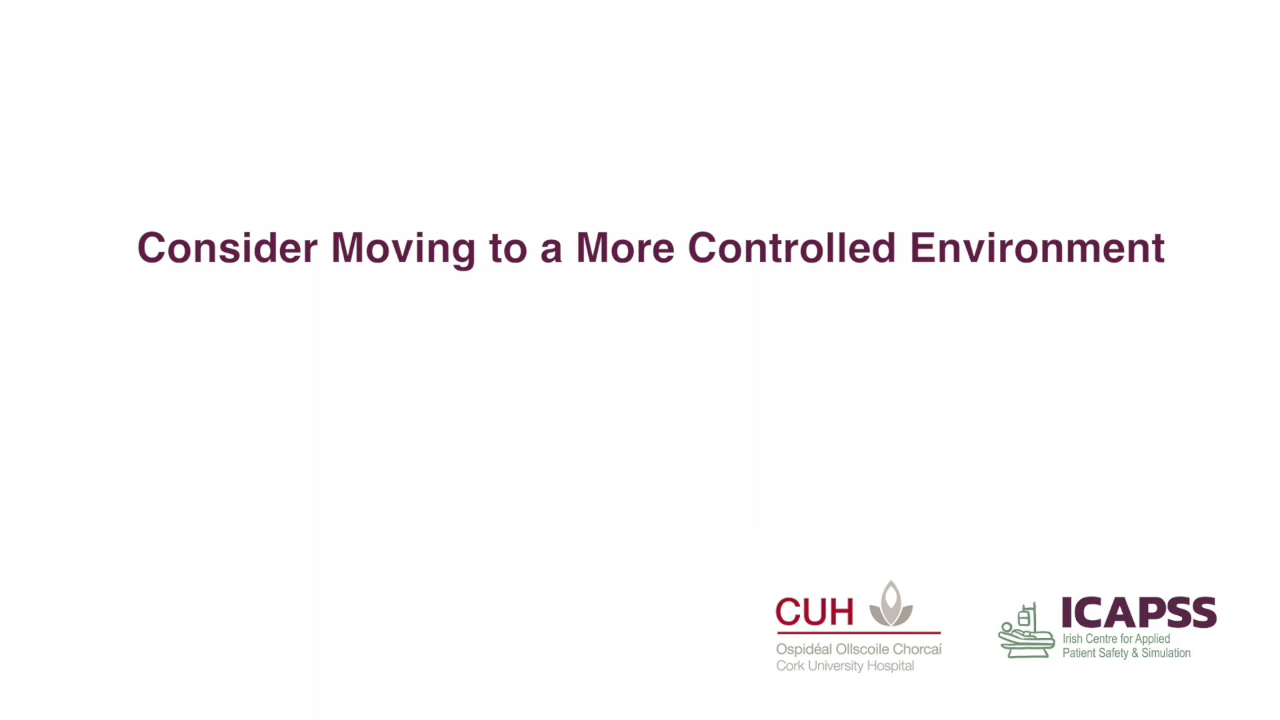 Consider Moving to a More Controlled Environment
CUH
Ospidéal Ollscoile Chorcaí
Cork University Hospital
ICAPSS
Irish Centre for Applied
Patient Safety & Simulation